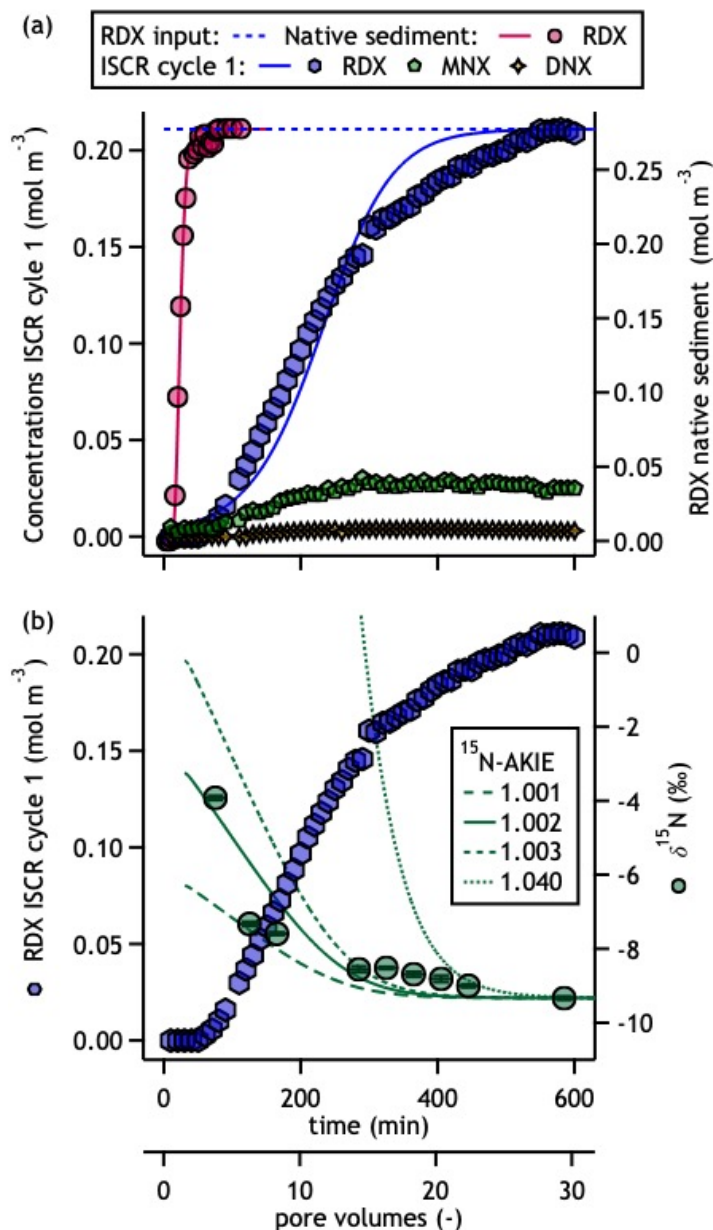 (a)
RDX input: Native sediment: RDX
ISCR cycle 1: RDX MNX DNX
Concentrations ISCR cyle 1 (mol m⁻³)
0.20
0.15
0.10
0.05
0.00
RDX native sediment (mol m⁻³)
0.25
0.20
0.15
0.10
0.05
0.00
(b)
RDX ISCR cycle 1 (mol m⁻³)
0.20
0.15
0.10
0.05
0.00
¹⁵N-AKIE
1.001
1.002
1.003
1.040
0
-2
-4
-6
-8
-10
δ¹⁵N (‰)
0 200 400 600
time (min)
0 10 20 30
pore volumes (-)